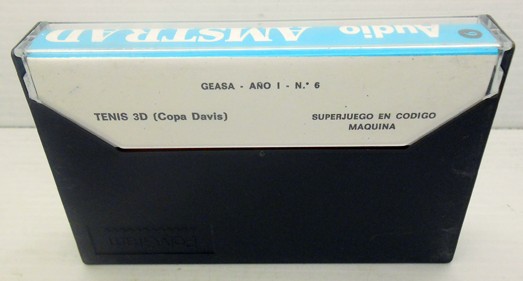 Audio AMSTRAD
GEASA - AÑO I - N.º 6
TENIS 3D (Copa Davis)
SUPERJUEGO EN CODIGO
MAQUINA